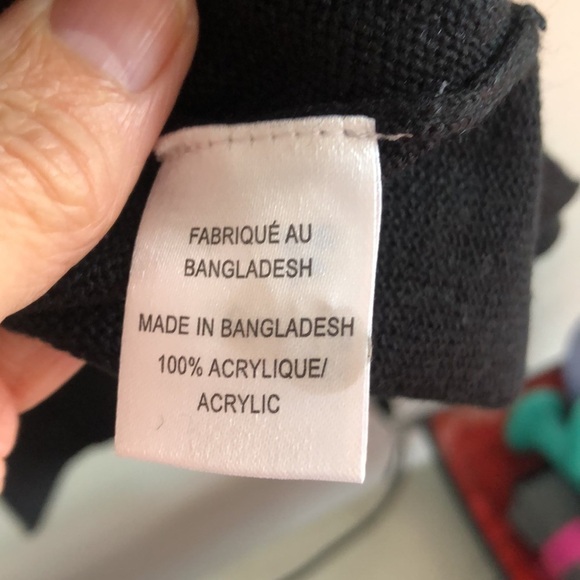 FABRIQUÉ AU
BANGLADESH
MADE IN BANGLADESH
100% ACRYLIQUE/
ACRYLIC